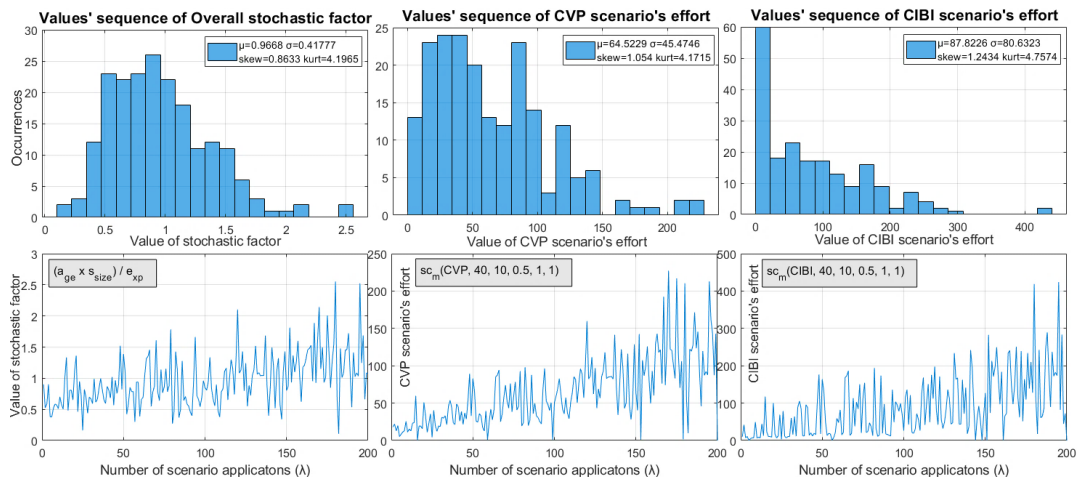 Values' sequence of Overall stochastic factor
30
25
20
15
10
5
0
Occurrences
μ=0.9668 σ=0.41777
skew=0.8633 kurt=4.1965
0 0.5 1 1.5 2 2.5
Value of stochastic factor
Values' sequence of CVP scenario's effort
25
20
15
10
5
0
μ=64.5229 σ=45.4746
skew=1.054 kurt=4.1715
0 50 100 150 200
Value of CVP scenario's effort
Values' sequence of CIBI scenario's effort
60
50
40
30
20
10
0
μ=87.8226 σ=80.6323
skew=1.2434 kurt=4.7574
0 100 200 300 400
Value of CIBI scenario's effort
3
2.5
2
1.5
1
0.5
0
Value of stochastic factor
(a_ge x s_size) / e_xp
0 50 100 150 200
Number of scenario applicatons (λ)
250
200
150
100
50
0
CVP scenario's effort
sc_m(CVP, 40, 10, 0.5, 1, 1)
50 100 150 200
Number of scenario applicatons (λ)
500
400
300
200
100
0
CIBI scenario's effort
sc_m(CIBI, 40, 10, 0.5, 1, 1)
50 100 150 200
Number of scenario applicatons (λ)